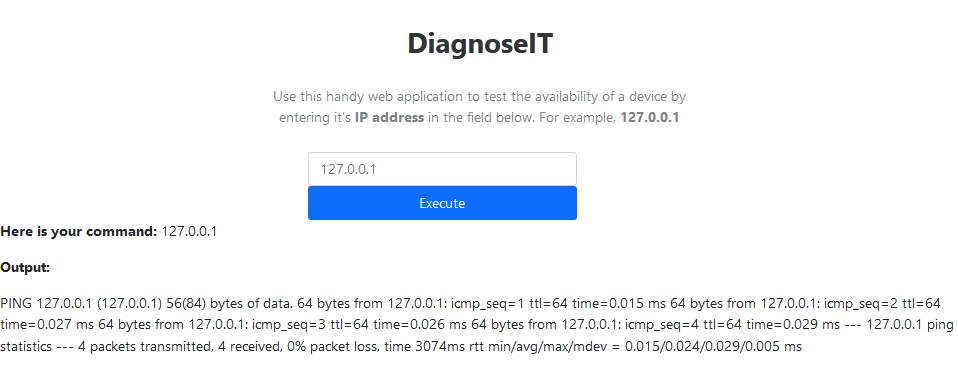 DiagnoseIT
Use this handy web application to test the availability of a device by
entering it's IP address in the field below. For example, 127.0.0.1
127.0.0.1
Execute
Here is your command: 127.0.0.1
Output:
PING 127.0.0.1 (127.0.0.1) 56(84) bytes of data. 64 bytes from 127.0.0.1: icmp_seq=1 ttl=64 time=0.015 ms 64 bytes from 127.0.0.1: icmp_seq=2 ttl=64
time=0.027 ms 64 bytes from 127.0.0.1: icmp_seq=3 ttl=64 time=0.026 ms 64 bytes from 127.0.0.1: icmp_seq=4 ttl=64 time=0.029 ms --- 127.0.0.1 ping
statistics --- 4 packets transmitted, 4 received, 0% packet loss, time 3074ms rtt min/avg/max/mdev = 0.015/0.024/0.029/0.005 ms